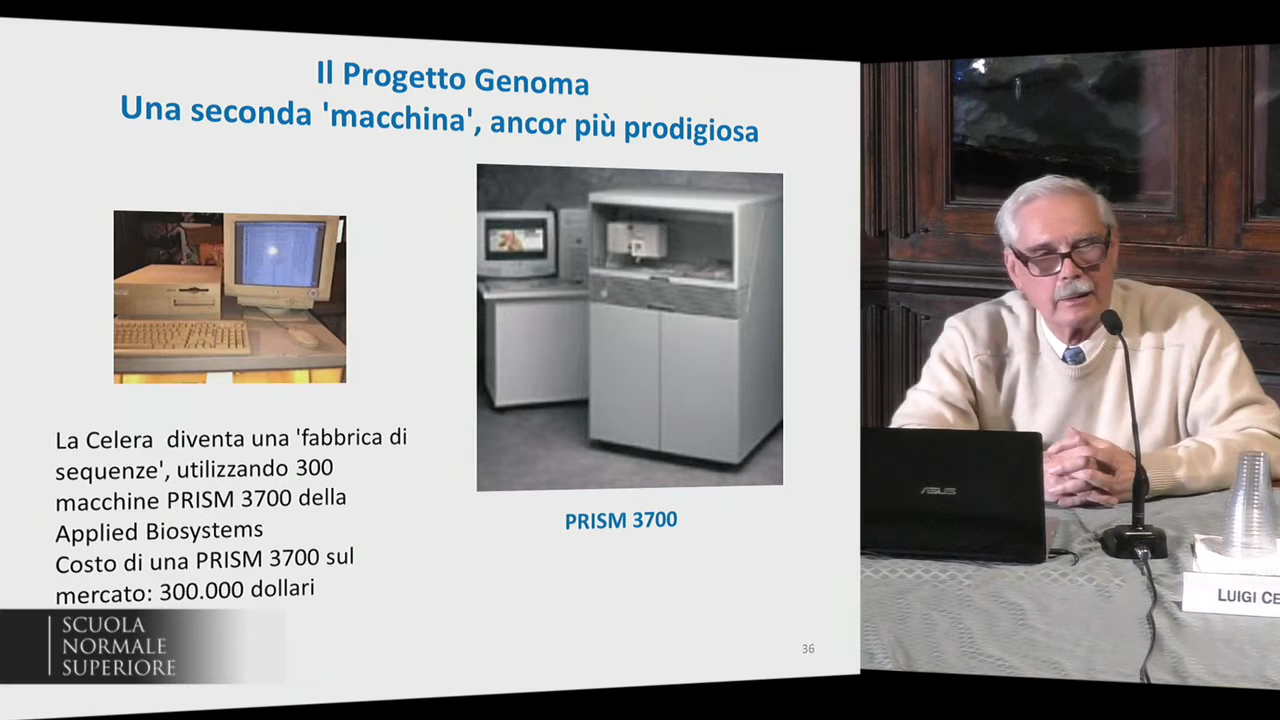 Il Progetto Genoma
Una seconda 'macchina', ancor più prodigiosa
La Celera diventa una 'fabbrica di
sequenze', utilizzando 300
macchine PRISM 3700 della
Applied Biosystems
Costo di una PRISM 3700 sul
mercato: 300.000 dollari
PRISM 3700
36
SCUOLA
NORMALE
SUPERIORE
ASUS
LUIGI CE